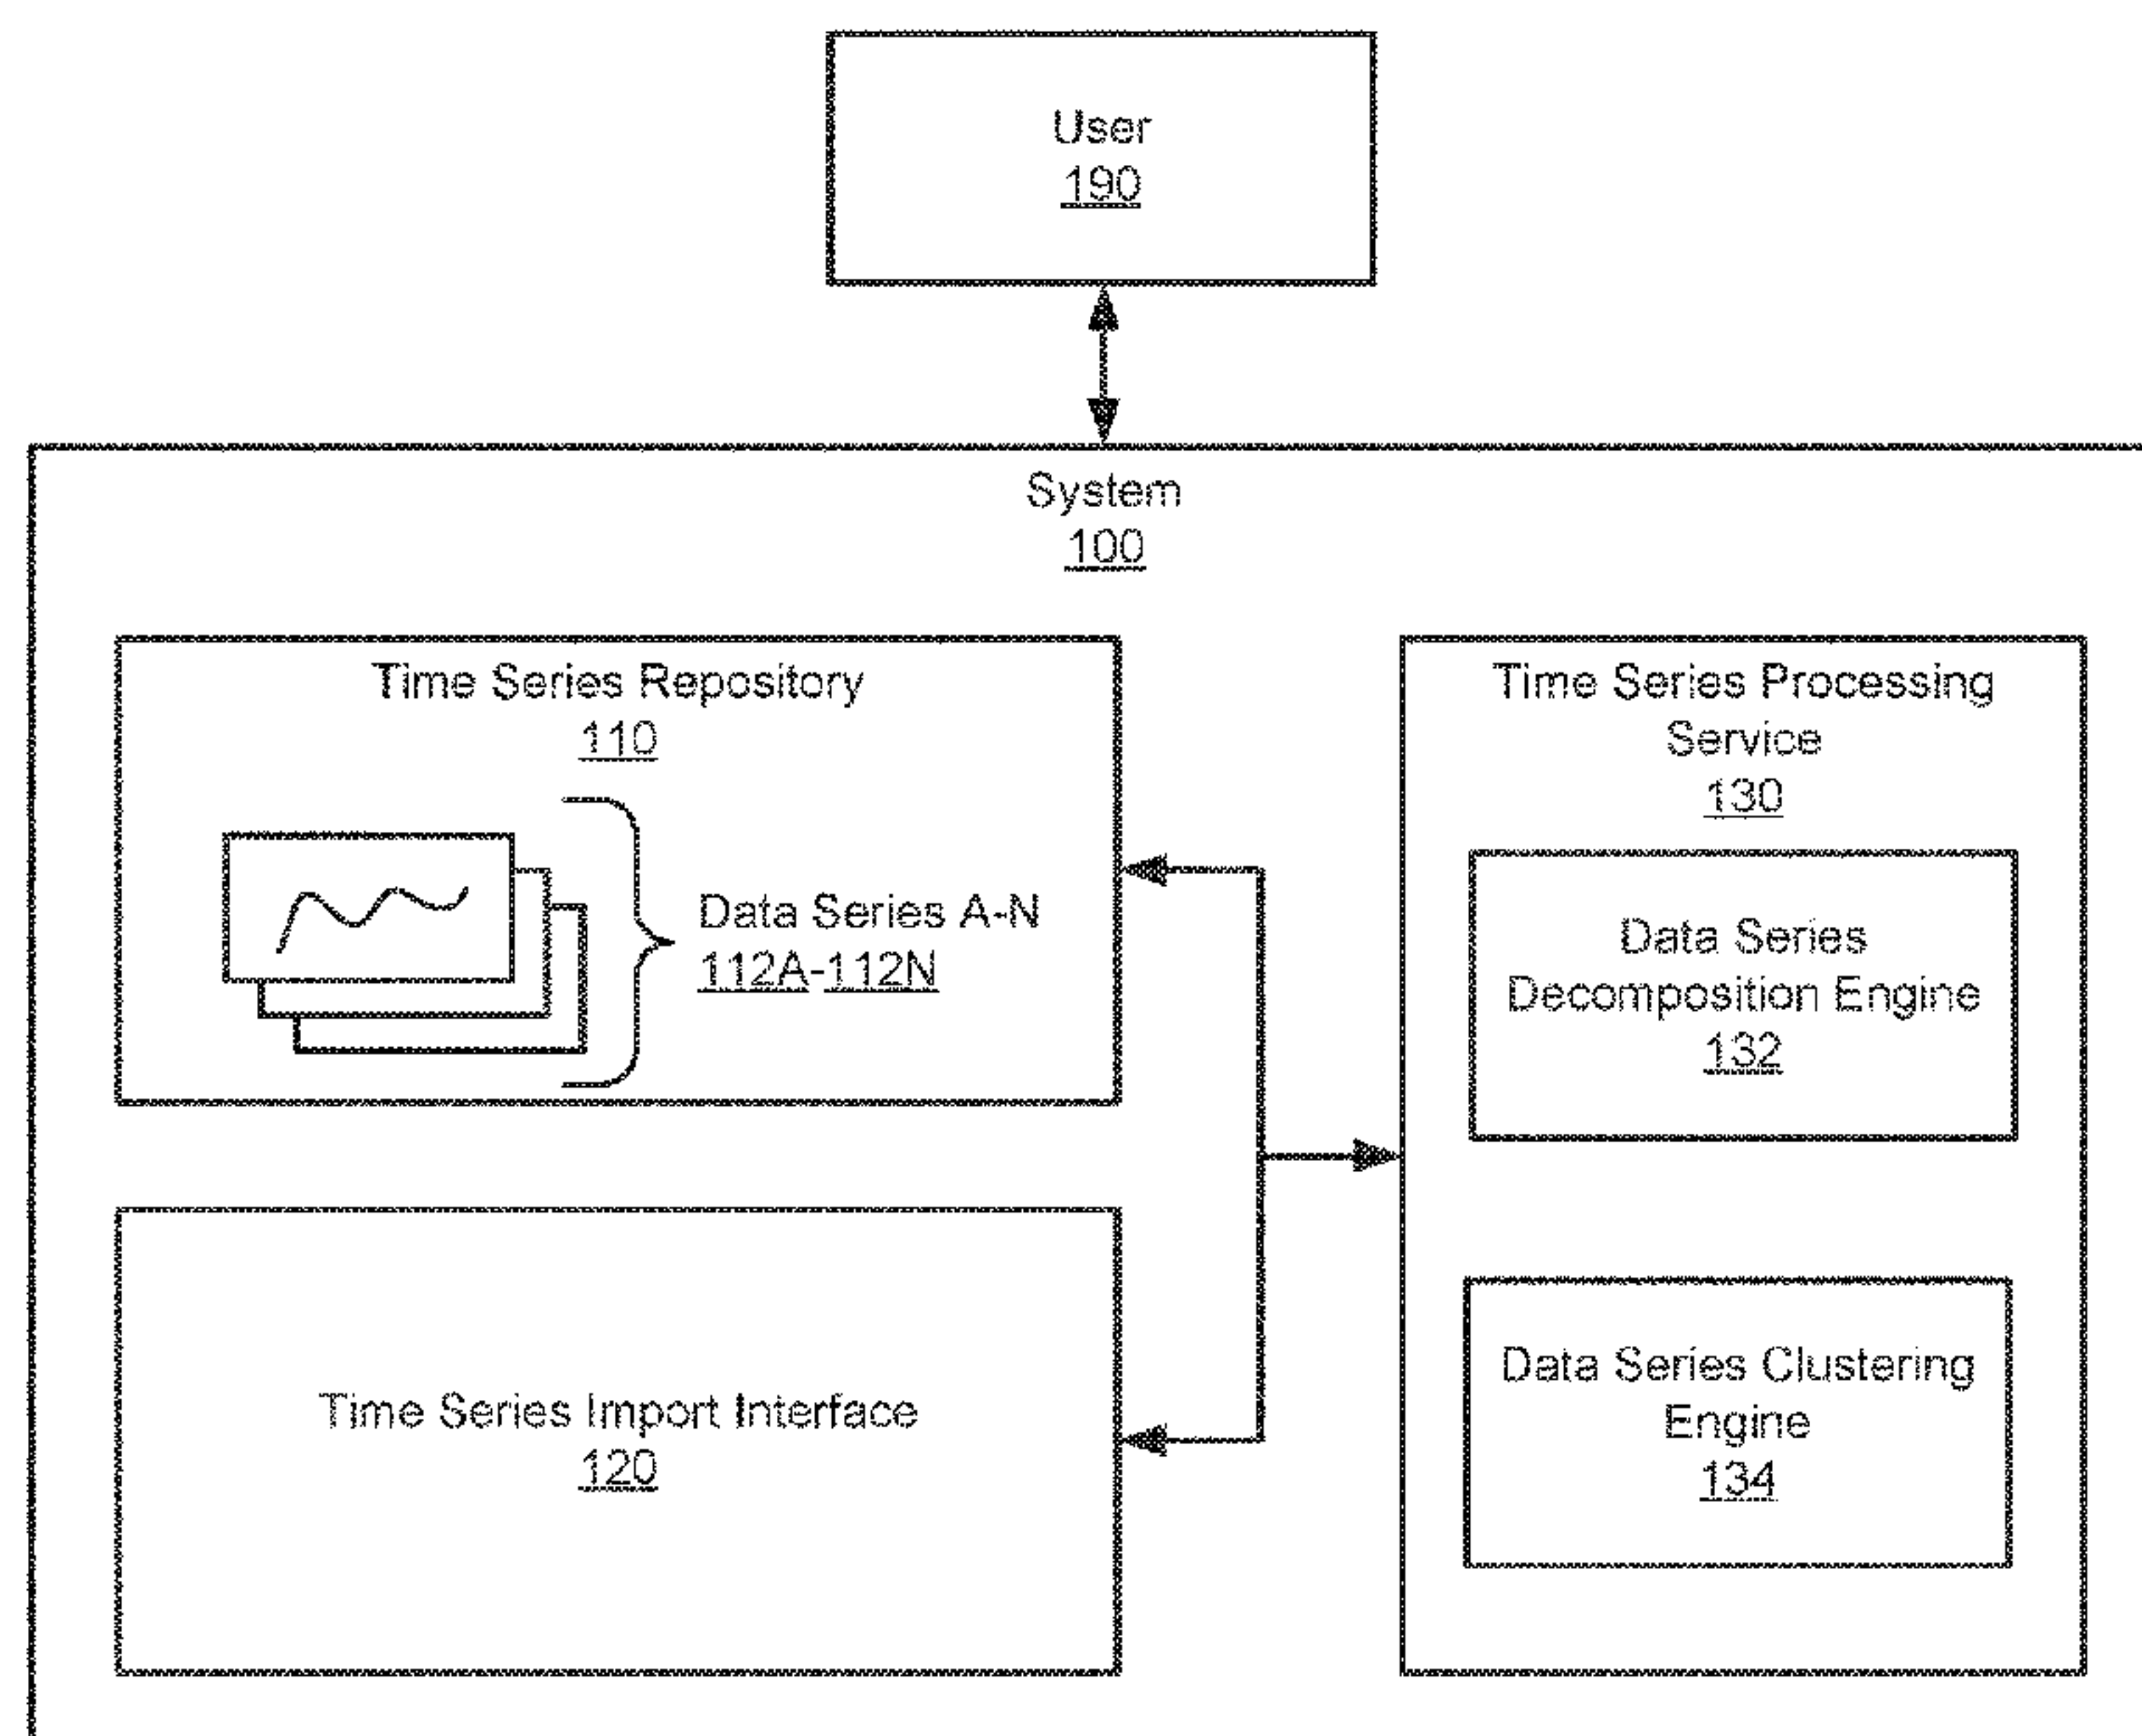 User
190
System
100
Time Series Repository
110
Data Series A-N
112A-112N
Time Series Import Interface
120
Time Series Processing
Service
130
Data Series
Decomposition Engine
132
Data Series Clustering
Engine
134